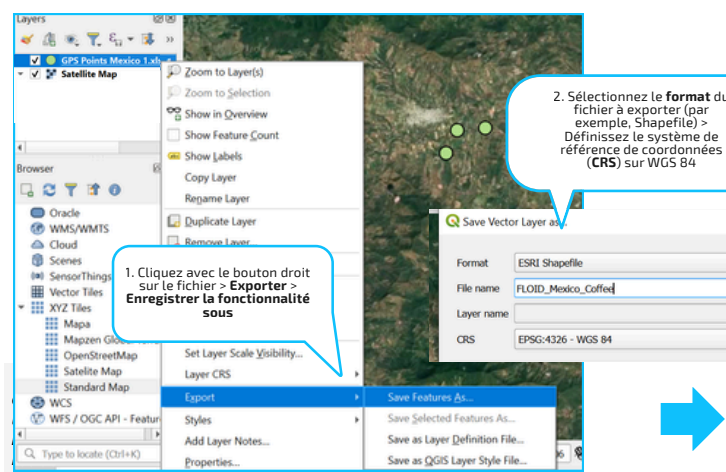 Layers
GPS Points Mexico 1.xls
Satellite Map
Zoom to Layer(s)
Zoom to Selection
Show in Overview
Show Feature Count
Show Labels
Copy Layer
Rename Layer
Duplicate Layer
Remove Layer...
Browser
Oracle
WMS/WMTS
Cloud
Scenes
SensorThings
Vector Tiles
XYZ Tiles
Mapa
Mapzen
OpenStreetMap
Satelite Map
Standard Map
WCS
WFS / OGC API - Featur
Type to locate (Ctrl+K)
1. Cliquez avec le bouton droit
sur le fichier > Exporter >
Enregistrer la fonctionnalité
sous
Set Layer Scale Visibility...
Layer CRS
Export
Styles
Add Layer Notes...
Properties...
Save Features As...
Save Selected Features As...
Save as Layer Definition File...
Save as QGIS Layer Style File...
2. Sélectionnez le format du
fichier à exporter (par
exemple, Shapefile) >
Définissez le système de
référence de coordonnées
(CRS) sur WGS 84
Save Vector Layer as...
Format ESRI Shapefile
File name FLOID_Mexico_Coffee
Layer name
CRS EPSG:4326 - WGS 84